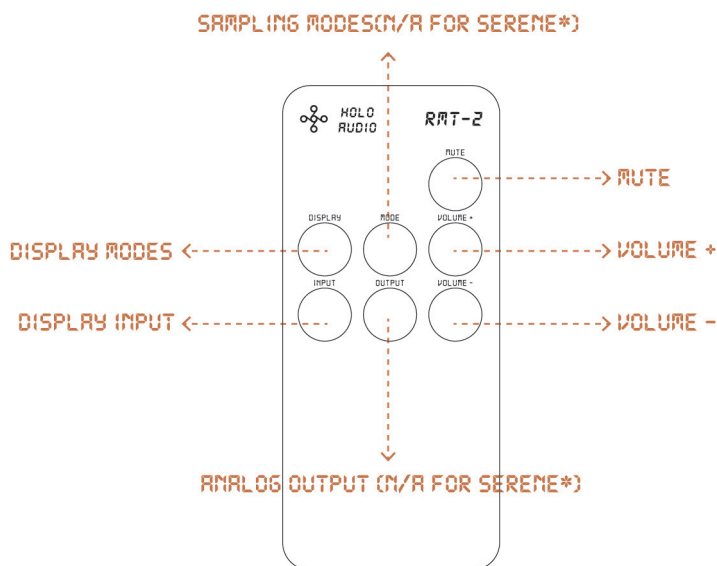 SAMPLING MODES(N/A FOR SERENE*)
HOLO
AUDIO
RMT-2
MUTE
MUTE
DISPLAY
MODE
VOLUME +
DISPLAY MODES
VOLUME +
INPUT
OUTPUT
VOLUME -
DISPLAY INPUT
VOLUME -
ANALOG OUTPUT (N/A FOR SERENE*)